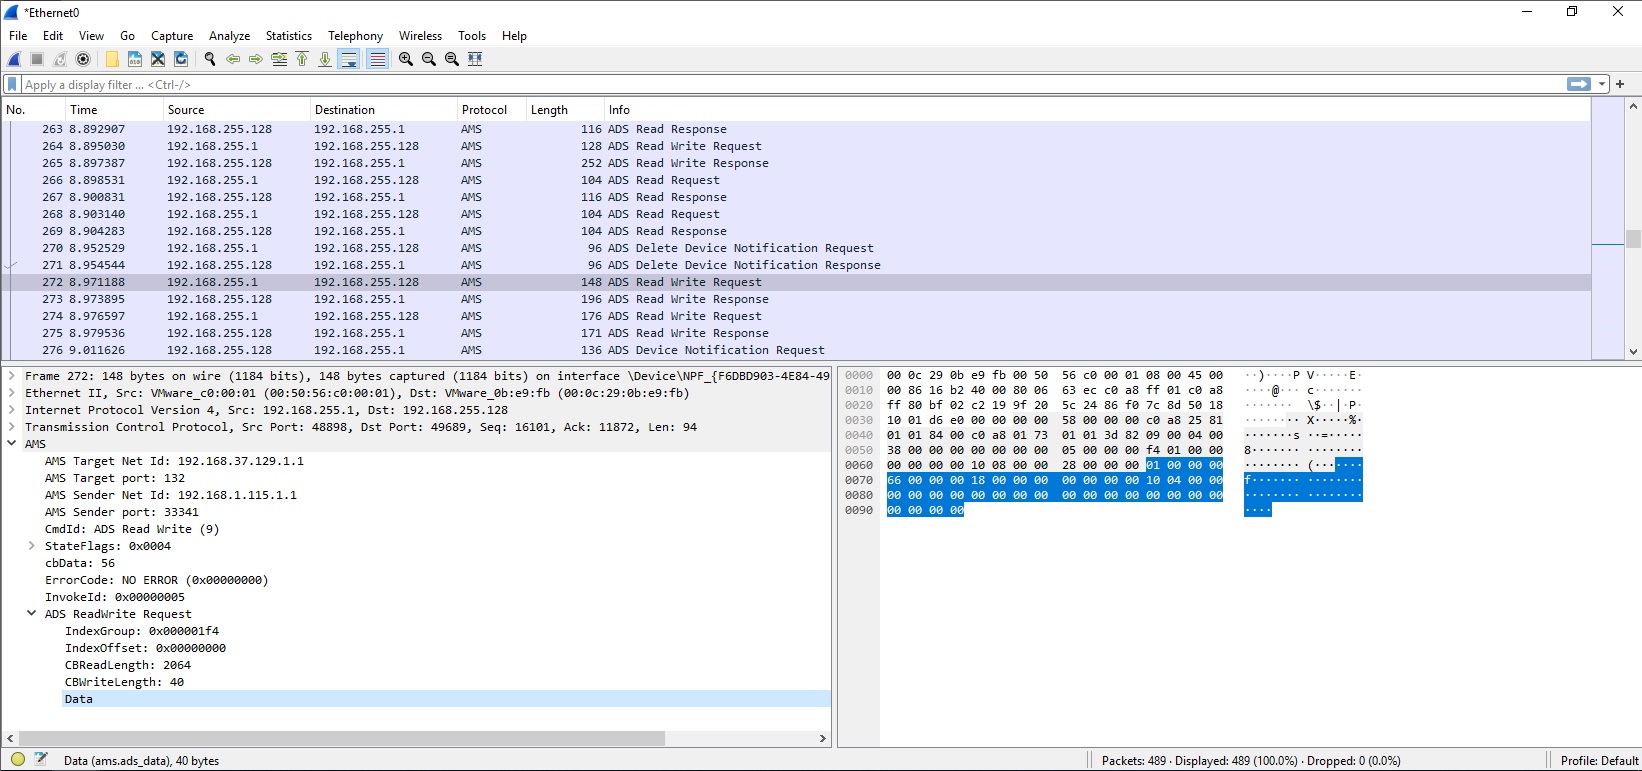 *Ethernet0
File Edit View Go Capture Analyze Statistics Telephony Wireless Tools Help
Apply a display filter ... <Ctrl-/>
No. Time Source Destination Protocol Length Info
263 8.892907 192.168.255.128 192.168.255.1 AMS 116 ADS Read Response
264 8.895030 192.168.255.1 192.168.255.128 AMS 128 ADS Read Write Request
265 8.897387 192.168.255.128 192.168.255.1 AMS 252 ADS Read Write Response
266 8.898531 192.168.255.1 192.168.255.128 AMS 104 ADS Read Request
267 8.900831 192.168.255.128 192.168.255.1 AMS 116 ADS Read Response
268 8.903140 192.168.255.1 192.168.255.128 AMS 104 ADS Read Request
269 8.904283 192.168.255.128 192.168.255.1 AMS 104 ADS Read Response
270 8.952529 192.168.255.1 192.168.255.128 AMS 96 ADS Delete Device Notification Request
271 8.954544 192.168.255.128 192.168.255.1 AMS 96 ADS Delete Device Notification Response
272 8.971188 192.168.255.1 192.168.255.128 AMS 148 ADS Read Write Request
273 8.973895 192.168.255.128 192.168.255.1 AMS 196 ADS Read Write Response
274 8.976597 192.168.255.1 192.168.255.128 AMS 176 ADS Read Write Request
275 8.979536 192.168.255.128 192.168.255.1 AMS 171 ADS Read Write Response
276 9.011626 192.168.255.128 192.168.255.1 AMS 136 ADS Device Notification Request
Frame 272: 148 bytes on wire (1184 bits), 148 bytes captured (1184 bits) on interface \Device\NPF_{F6DBD903-4E84-49
Ethernet II, Src: VMware_c0:00:01 (00:50:56:c0:00:01), Dst: VMware_0b:e9:fb (00:0c:29:0b:e9:fb)
Internet Protocol Version 4, Src: 192.168.255.1, Dst: 192.168.255.128
Transmission Control Protocol, Src Port: 48898, Dst Port: 49689, Seq: 16101, Ack: 11872, Len: 94
AMS
AMS Target Net Id: 192.168.37.129.1.1
AMS Target port: 132
AMS Sender Net Id: 192.168.1.115.1.1
AMS Sender port: 33341
CmdId: ADS Read Write (9)
StateFlags: 0x0004
cbData: 56
ErrorCode: NO ERROR (0x00000000)
InvokeId: 0x00000005
ADS ReadWrite Request
IndexGroup: 0x000001f4
IndexOffset: 0x00000000
CBReadLength: 2064
CBWriteLength: 40
Data
0000 00 0c 29 0b e9 fb 00 50 56 c0 00 01 08 00 45 00 ··)····P V·····E·
0010 00 86 16 b2 40 00 80 06 63 ec c0 a8 ff 01 c0 a8 ····@··· c·······
0020 ff 80 bf 02 c2 19 9f 20 5c 24 86 f0 7c 8d 50 18 ······· \$··|·P·
0030 10 01 d6 e0 00 00 00 00 58 00 00 00 c0 a8 25 81 ········ X·····%·
0040 01 01 84 00 c0 a8 01 73 01 01 3d 82 09 00 04 00 ·······s ··=·····
0050 38 00 00 00 00 00 00 00 05 00 00 00 f4 01 00 00 8······· ········
0060 00 00 00 00 10 08 00 00 28 00 00 00 01 00 00 00 ········ (·······
0070 66 00 00 00 18 00 00 00 00 00 00 00 10 04 00 00 f······· ········
0080 00 00 00 00 00 00 00 00 00 00 00 00 00 00 00 00 ········ ········
0090 00 00 00 00 ····
Data (ams.ads_data), 40 bytes
Packets: 489 · Displayed: 489 (100.0%) · Dropped: 0 (0.0%)
Profile: Default